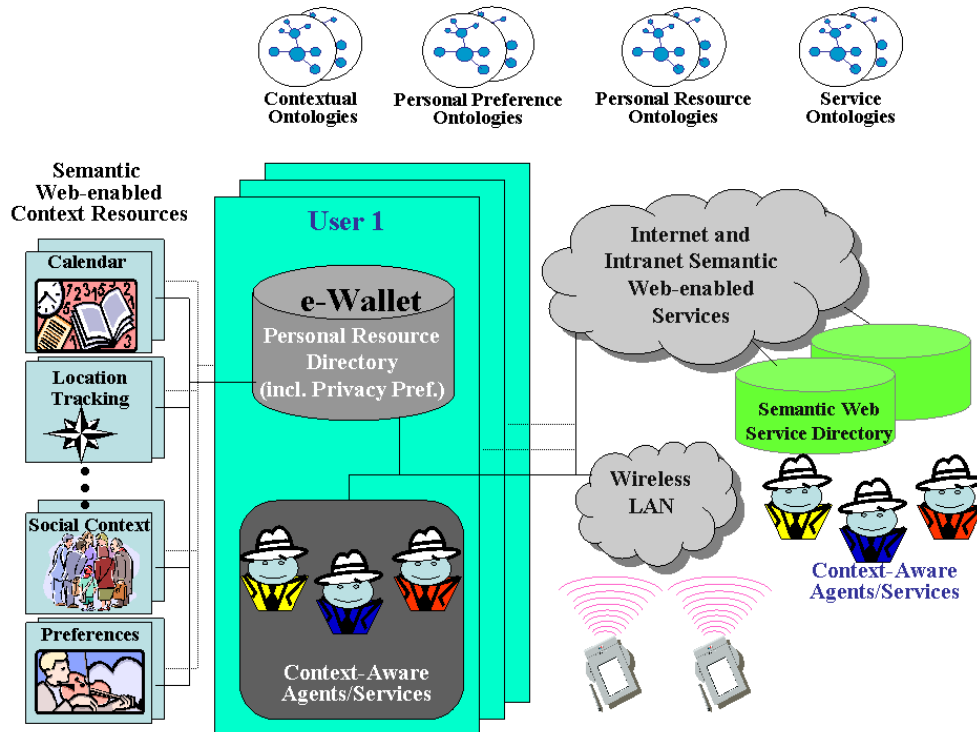 Contextual
Ontologies
Personal Preference
Ontologies
Personal Resource
Ontologies
Service
Ontologies
Semantic
Web-enabled
Context Resources
Calendar
Location
Tracking
Social Context
Preferences
User 1
e-Wallet
Personal Resource
Directory
(incl. Privacy Pref.)
Context-Aware
Agents/Services
Internet and
Intranet Semantic
Web-enabled
Services
Semantic Web
Service Directory
Wireless
LAN
Context-Aware
Agents/Services